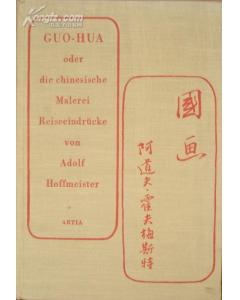 GUO-HUA
oder
die chinesische
Malerei
Reiseeindrücke
von
Adolf
Hoffmeister
ARTIA
國画
阿道夫·霍夫梅斯特